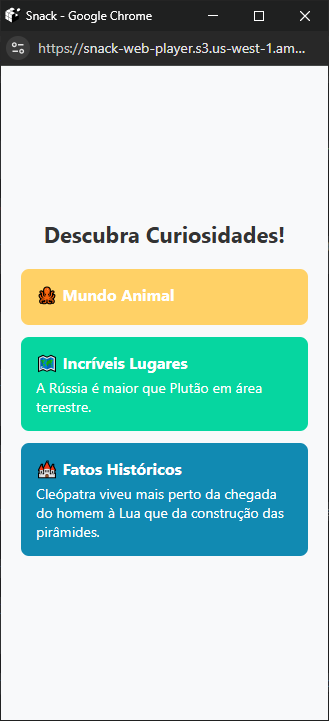 Snack - Google Chrome
https://snack-web-player.s3.us-west-1.am...
Descubra Curiosidades!
Mundo Animal
Incríveis Lugares
A Rússia é maior que Plutão em área
terrestre.
Fatos Históricos
Cleópatra viveu mais perto da chegada
do homem à Lua que da construção das
pirâmides.